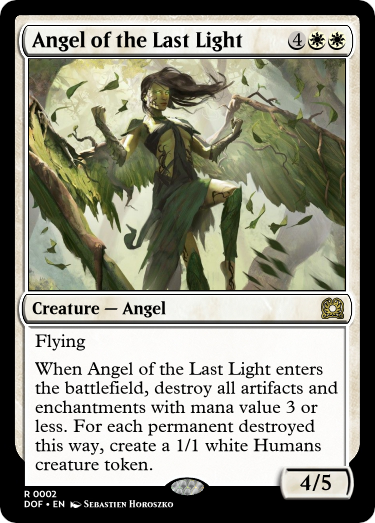 Angel of the Last Light 4
Creature — Angel
Flying
When Angel of the Last Light enters
the battlefield, destroy all artifacts and
enchantments with mana value 3 or
less. For each permanent destroyed
this way, create a 1/1 white Humans
creature token.
4/5
R 0002
DOF • EN Sebastien Horoszko